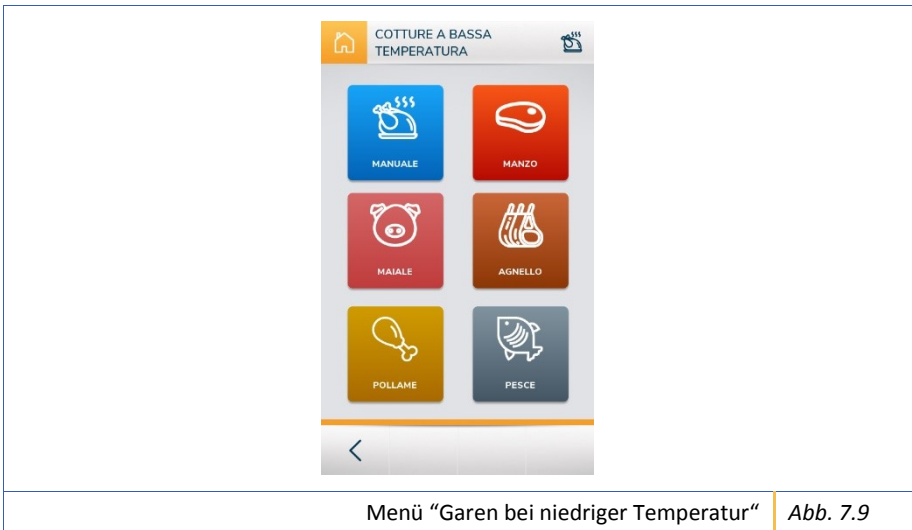 COTTURE A BASSA
TEMPERATURA
MANUALE
MANZO
MAIALE
AGNELLO
POLLAME
PESCE
Menü “Garen bei niedriger Temperatur“ Abb. 7.9